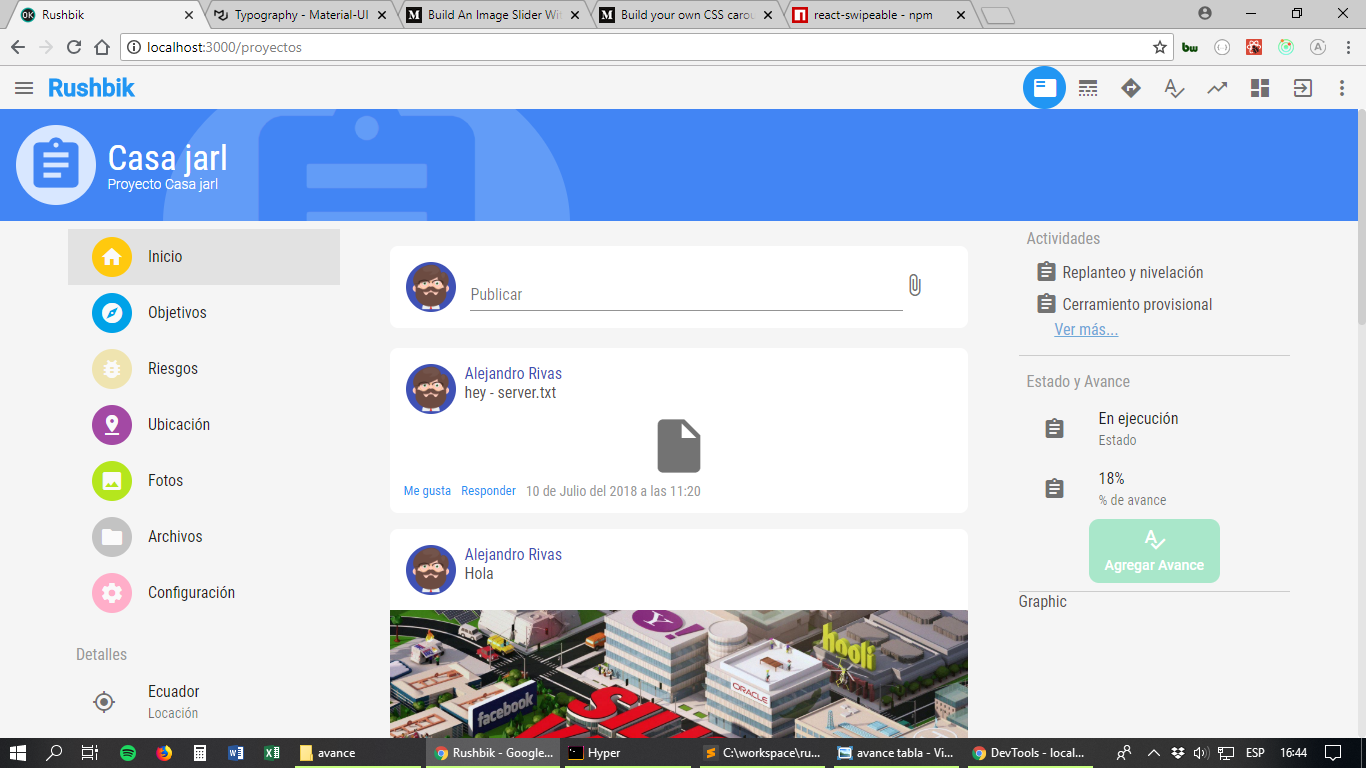 Rushbik
Typography - Material-UI
Build An Image Slider Wit
Build your own CSS carou
react-swipeable - npm
localhost:3000/proyectos
Rushbik
Casa jarl
Proyecto Casa jarl
Inicio
Objetivos
Riesgos
Ubicación
Fotos
Archivos
Configuración
Detalles
Ecuador
Locación
Publicar
Alejandro Rivas
hey - server.txt
Me gusta Responder 10 de Julio del 2018 a las 11:20
Alejandro Rivas
Hola
Y!
hooli
ORACLE
facebook
Actividades
Replanteo y nivelación
Cerramiento provisional
Ver más...
Estado y Avance
En ejecución
Estado
18%
% de avance
Agregar Avance
Graphic
avance
Rushbik - Google...
Hyper
C:\workspace\ru...
avance tabla - Vi...
DevTools - local...
ESP
16:44